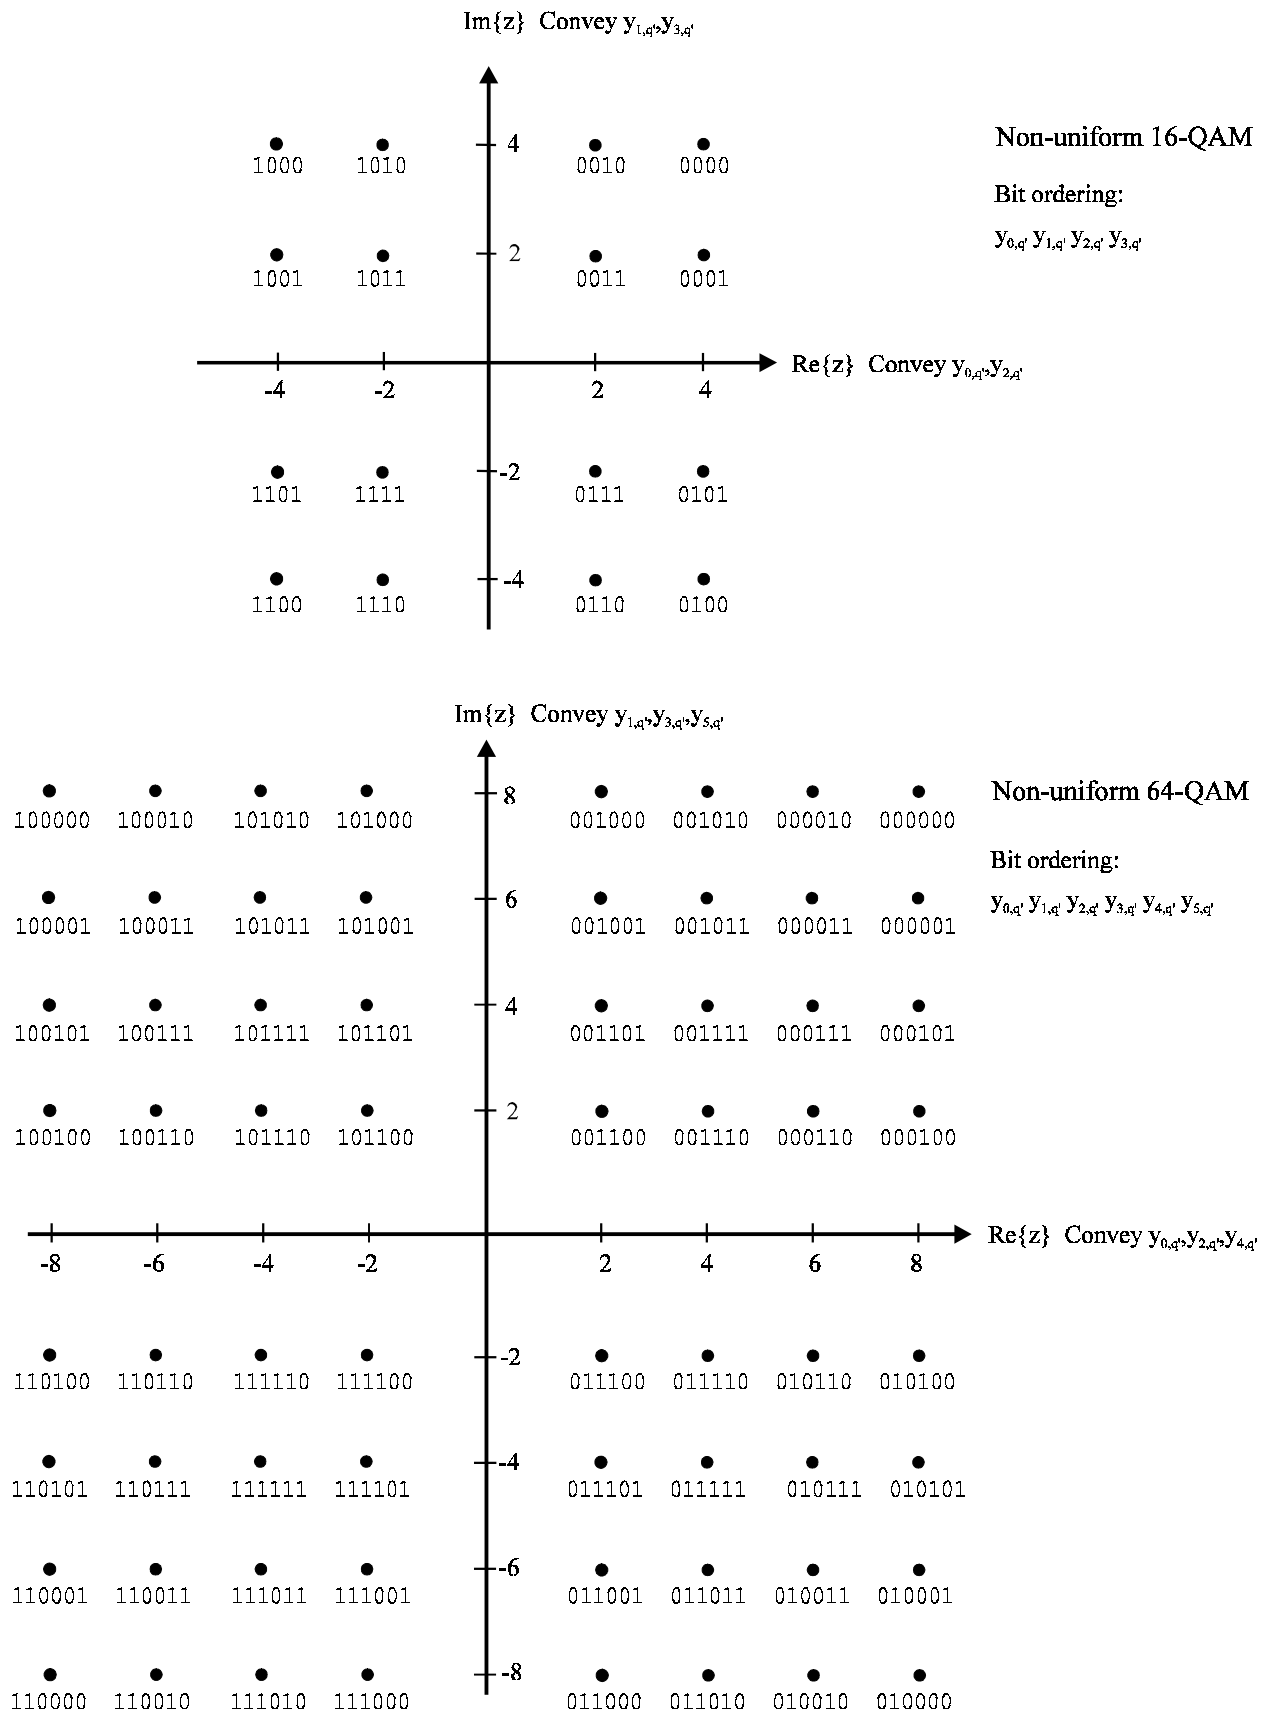 Im{z} Convey y1,q',y3,q'
4
Non-uniform 16-QAM
1000 1010 0010 0000
Bit ordering:
y0,q' y1,q' y2,q' y3,q'
2
1001 1011 0011 0001
Re{z} Convey y0,q',y2,q'
-4 -2 2 4
-2
1101 1111 0111 0101
-4
1100 1110 0110 0100
Im{z} Convey y1,q',y3,q',y5,q'
8
Non-uniform 64-QAM
100000 100010 101010 101000 001000 001010 000010 000000
Bit ordering:
6
y0,q' y1,q' y2,q' y3,q' y4,q' y5,q'
100001 100011 101011 101001 001001 001011 000011 000001
4
100101 100111 101111 101101 001101 001111 000111 000101
2
100100 100110 101110 101100 001100 001110 000110 000100
Re{z} Convey y0,q',y2,q',y4,q'
-8 -6 -4 -2 2 4 6 8
-2
110100 110110 111110 111100 011100 011110 010110 010100
-4
110101 110111 111111 111101 011101 011111 010111 010101
-6
110001 110011 111011 111001 011001 011011 010011 010001
-8
110000 110010 111010 111000 011000 011010 010010 010000